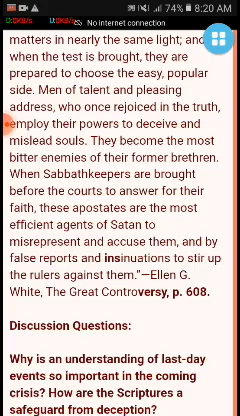 O:0KB/s
U:0KB/s
No Internet connection
74% 8:20 AM
matters in nearly the same light; and
when the test is brought, they are
prepared to choose the easy, popular
side. Men of talent and pleasing
address, who once rejoiced in the truth,
employ their powers to deceive and
mislead souls. They become the most
bitter enemies of their former brethren.
When Sabbathkeepers are brought
before the courts to answer for their
faith, these apostates are the most
efficient agents of Satan to
misrepresent and accuse them, and by
false reports and insinuations to stir up
the rulers against them.”—Ellen G.
White, The Great Controversy, p. 608.
Discussion Questions:
Why is an understanding of last-day
events so important in the coming
crisis? How are the Scriptures a
safeguard from deception?